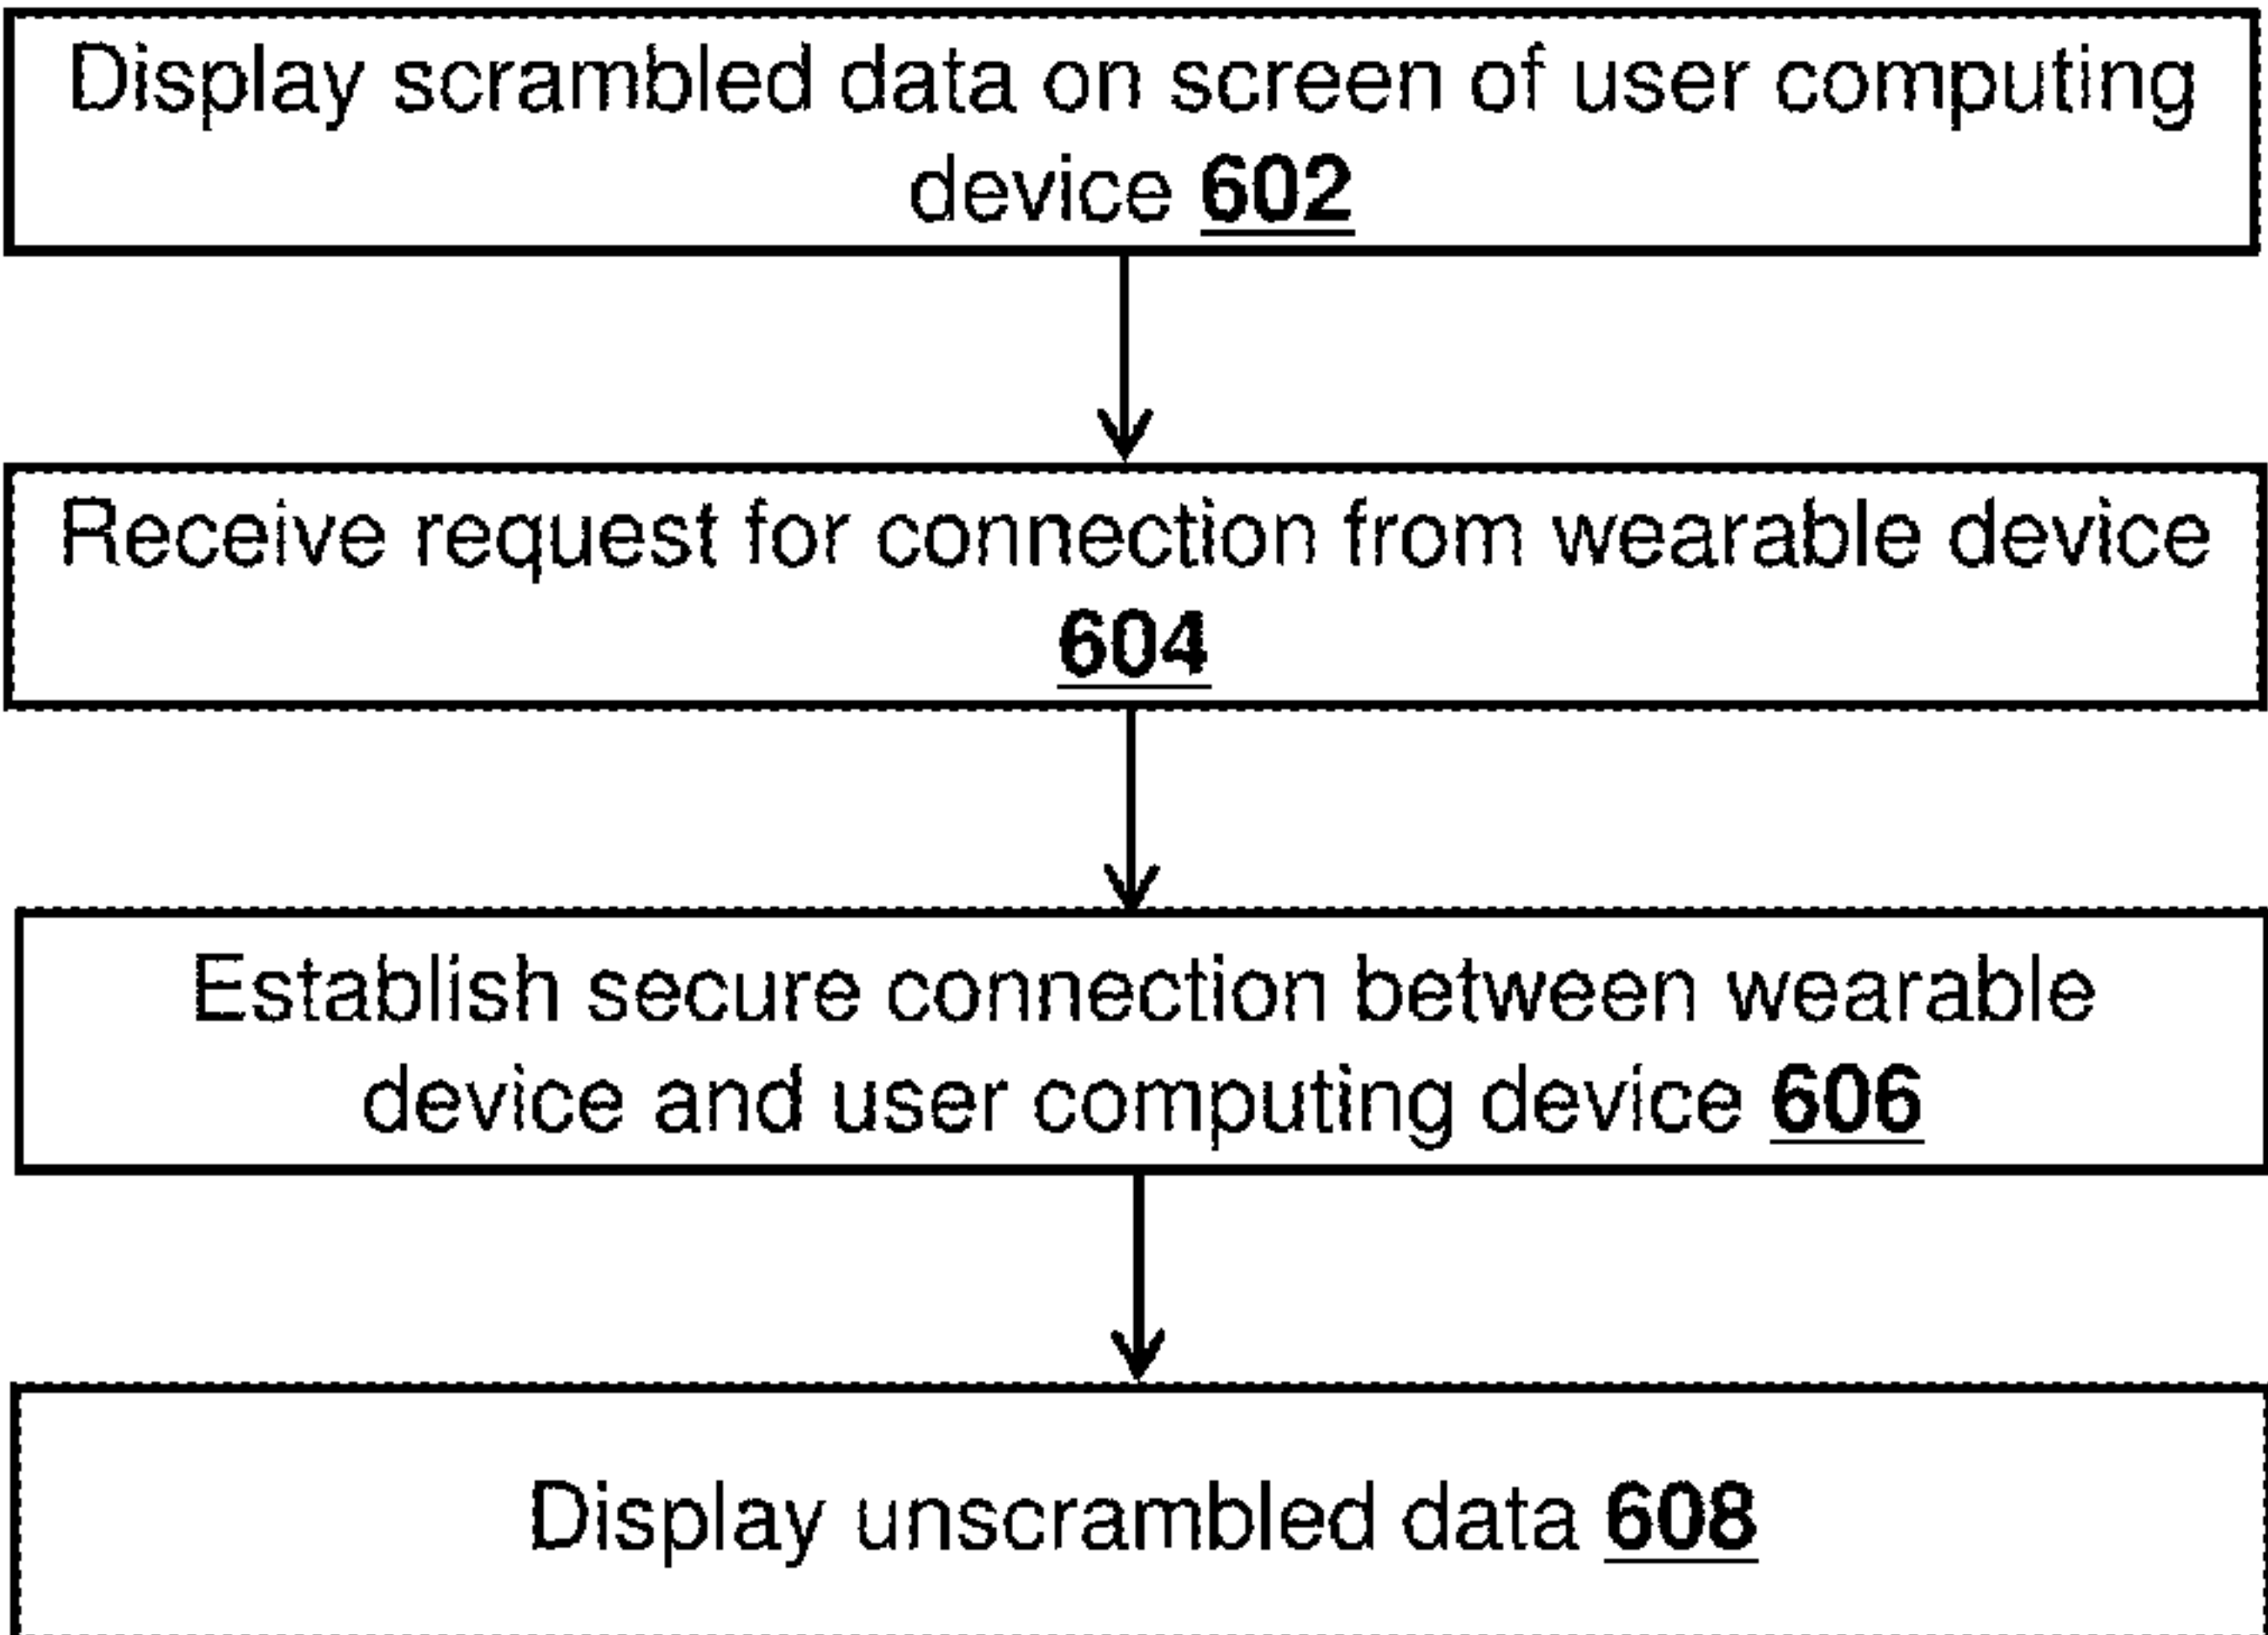 Display scrambled data on screen of user computing
device 602
Receive request for connection from wearable device
604
Establish secure connection between wearable
device and user computing device 606
Display unscrambled data 608